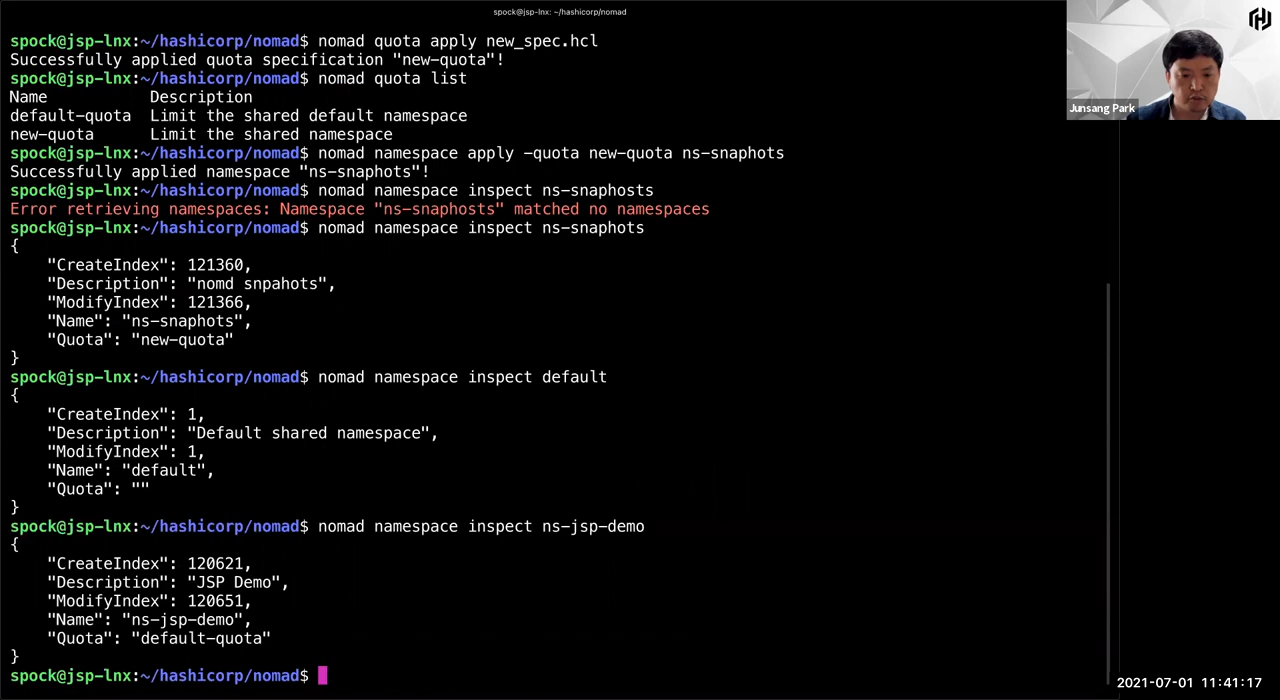 spock@jsp-lnx: ~/hashicorp/nomad
spock@jsp-lnx:~/hashicorp/nomad$ nomad quota apply new_spec.hcl
Successfully applied quota specification "new-quota"!
spock@jsp-lnx:~/hashicorp/nomad$ nomad quota list
Name           Description
default-quota  Limit the shared default namespace
new-quota      Limit the shared namespace
spock@jsp-lnx:~/hashicorp/nomad$ nomad namespace apply -quota new-quota ns-snaphots
Successfully applied namespace "ns-snaphots"!
spock@jsp-lnx:~/hashicorp/nomad$ nomad namespace inspect ns-snaphosts
Error retrieving namespaces: Namespace "ns-snaphosts" matched no namespaces
spock@jsp-lnx:~/hashicorp/nomad$ nomad namespace inspect ns-snaphots
{
    "CreateIndex": 121360,
    "Description": "nomd snpahots",
    "ModifyIndex": 121366,
    "Name": "ns-snaphots",
    "Quota": "new-quota"
}
spock@jsp-lnx:~/hashicorp/nomad$ nomad namespace inspect default
{
    "CreateIndex": 1,
    "Description": "Default shared namespace",
    "ModifyIndex": 1,
    "Name": "default",
    "Quota": ""
}
spock@jsp-lnx:~/hashicorp/nomad$ nomad namespace inspect ns-jsp-demo
{
    "CreateIndex": 120621,
    "Description": "JSP Demo",
    "ModifyIndex": 120651,
    "Name": "ns-jsp-demo",
    "Quota": "default-quota"
}
spock@jsp-lnx:~/hashicorp/nomad$
Junsang Park
2021-07-01 11:41:17